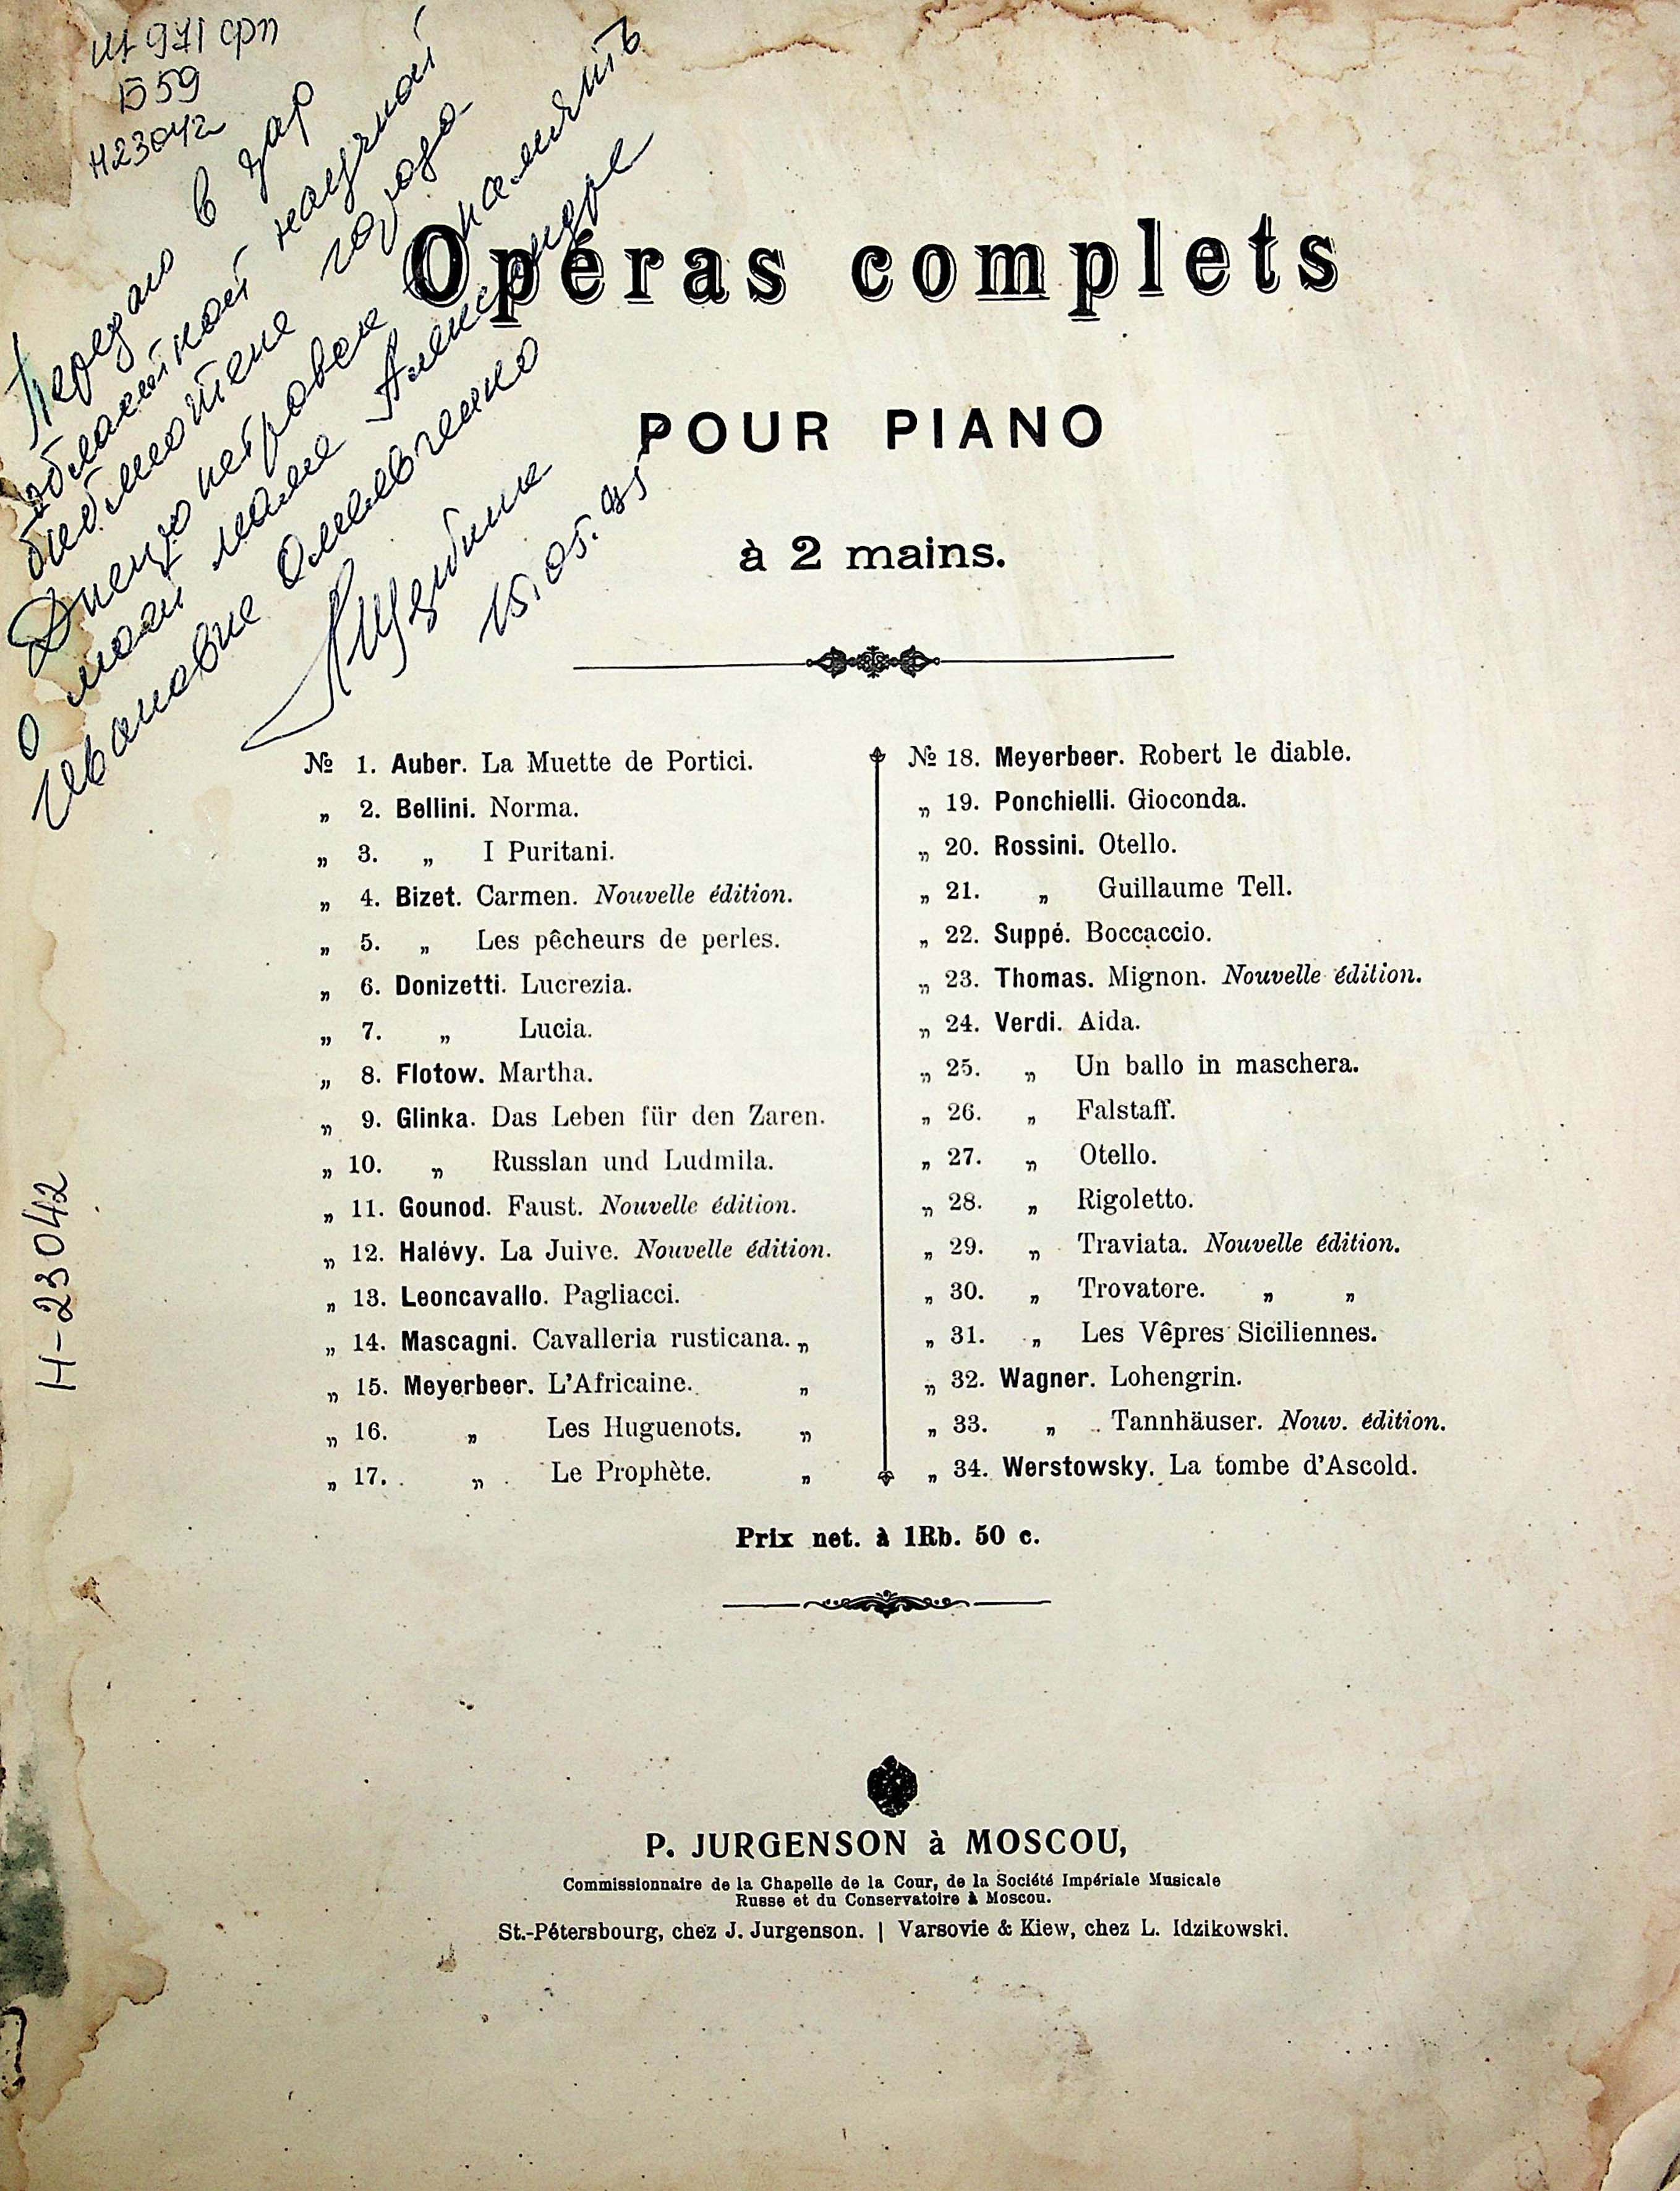 Б59
Н23042
Передано в дар
областной научной
библиотеке города
Днепропетровск памяти
о моей маме Александре
Ивановне Омельченко
15.05.95
Opéras complets
POUR PIANO
à 2 mains.
№ 1. Auber. La Muette de Portici.
„ 2. Bellini. Norma.
„ 3. „ I Puritani.
„ 4. Bizet. Carmen. Nouvelle édition.
„ 5. „ Les pêcheurs de perles.
„ 6. Donizetti. Lucrezia.
„ 7. „ Lucia.
„ 8. Flotow. Martha.
„ 9. Glinka. Das Leben für den Zaren.
„ 10. „ Russlan und Ludmila.
„ 11. Gounod. Faust. Nouvelle édition.
„ 12. Halévy. La Juive. Nouvelle édition.
„ 13. Leoncavallo. Pagliacci.
„ 14. Mascagni. Cavalleria rusticana. „
„ 15. Meyerbeer. L'Africaine. „
„ 16. „ Les Huguenots. „
„ 17. „ Le Prophète. „
№ 18. Meyerbeer. Robert le diable.
„ 19. Ponchielli. Gioconda.
„ 20. Rossini. Otello.
„ 21. „ Guillaume Tell.
„ 22. Suppé. Boccaccio.
„ 23. Thomas. Mignon. Nouvelle édition.
„ 24. Verdi. Aida.
„ 25. „ Un ballo in maschera.
„ 26. „ Falstaff.
„ 27. „ Otello.
„ 28. „ Rigoletto.
„ 29. „ Traviata. Nouvelle édition.
„ 30. „ Trovatore. „ „
„ 31. „ Les Vêpres Siciliennes.
„ 32. Wagner. Lohengrin.
„ 33. „ Tannhäuser. Nouv. édition.
„ 34. Werstowsky. La tombe d'Ascold.
Prix net. à 1Rb. 50 c.
Н-23042
P. JURGENSON à MOSCOU,
Commissionnaire de la Chapelle de la Cour, de la Société Impériale Musicale
Russe et du Conservatoire à Moscou.
St.-Pétersbourg, chez J. Jurgenson. | Varsovie & Kiew, chez L. Idzikowski.